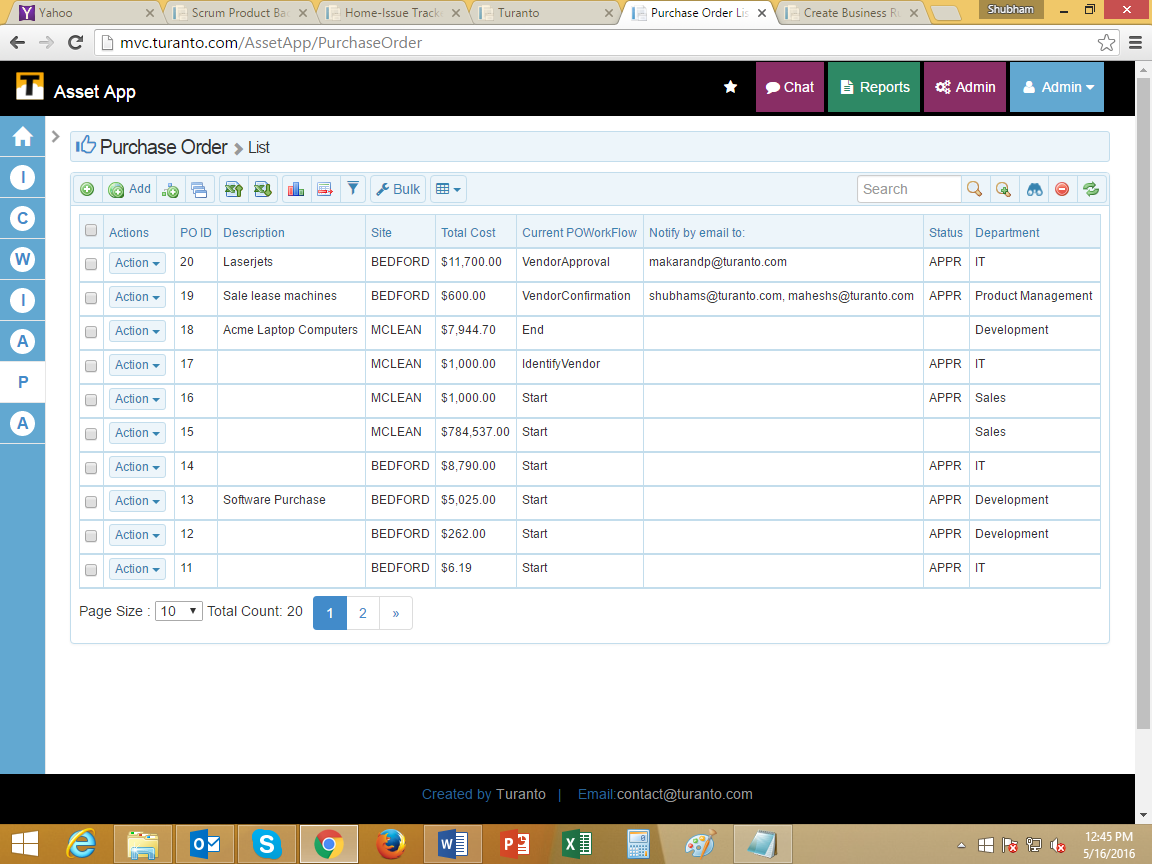 Yahoo
Scrum Product Ba
Home-Issue Track
Turanto
Purchase Order Lis
Create Business Ru
Shubham
mvc.turanto.com/AssetApp/PurchaseOrder
T Asset App
Chat
Reports
Admin
Admin
I
C
W
I
A
P
A
Purchase Order List
Add
Bulk
Search
Actions PO ID Description Site Total Cost Current POWorkFlow Notify by email to: Status Department
Action 20 Laserjets BEDFORD $11,700.00 VendorApproval makarandp@turanto.com APPR IT
Action 19 Sale lease machines BEDFORD $600.00 VendorConfirmation shubhams@turanto.com, maheshs@turanto.com APPR Product Management
Action 18 Acme Laptop Computers MCLEAN $7,944.70 End Development
Action 17 MCLEAN $1,000.00 IdentifyVendor APPR IT
Action 16 MCLEAN $1,000.00 Start APPR Sales
Action 15 MCLEAN $784,537.00 Start Sales
Action 14 BEDFORD $8,790.00 Start APPR IT
Action 13 Software Purchase BEDFORD $5,025.00 Start APPR Development
Action 12 BEDFORD $262.00 Start APPR Development
Action 11 BEDFORD $6.19 Start APPR IT
Page Size : 10 Total Count: 20 1 2 »
Created by Turanto | Email:contact@turanto.com
12:45 PM
5/16/2016